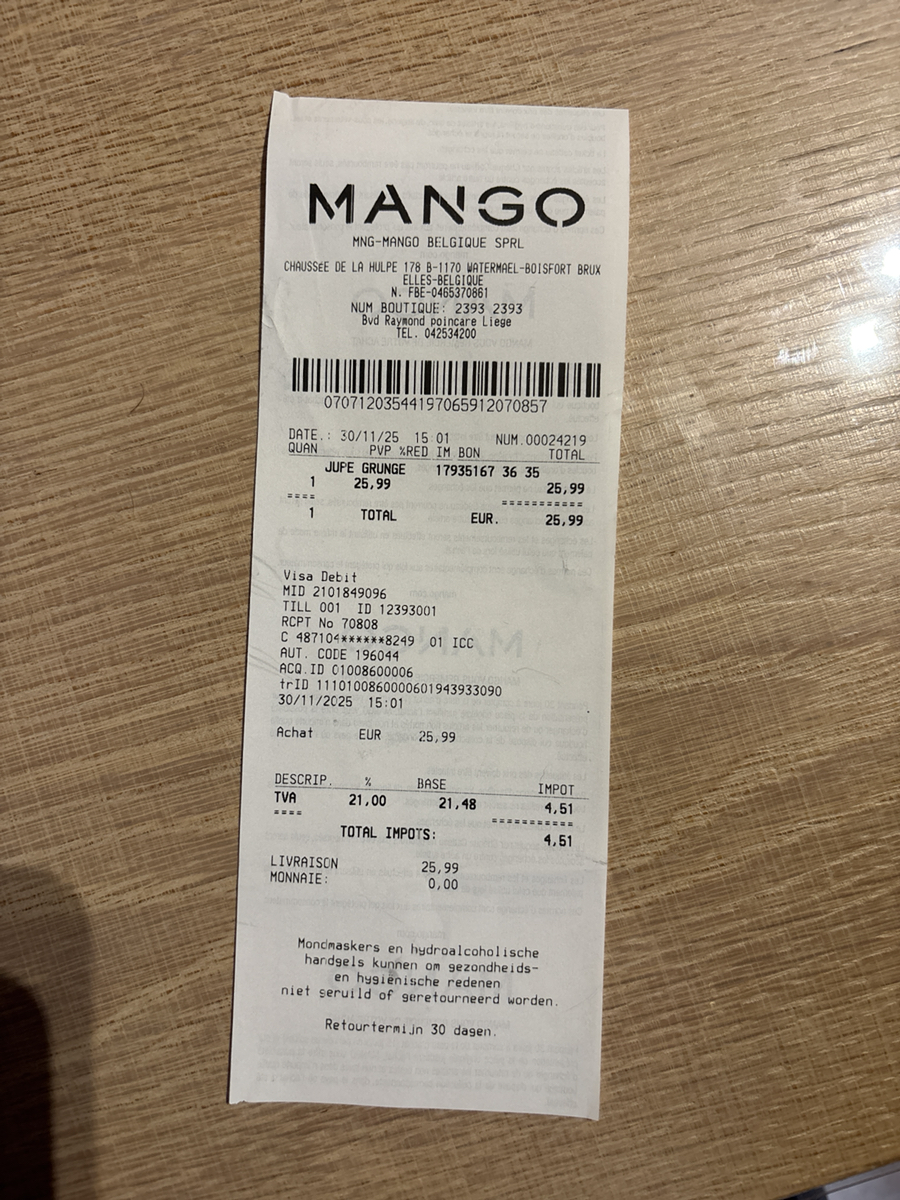 MANGO
MNG-MANGO BELGIQUE SPRL
CHAUSSéE DE LA HULPE 178 B-1170 WATERMAEL-BOISFORT BRUX
ELLES-BELGIQUE
N. FBE-0465370861
NUM BOUTIQUE: 2393 2393
Bvd Raymond poincare Liege
TEL. 042534200
0707120354419706591207085​7
DATE.: 30/11/25 15 01 NUM.00024219
QUAN PVP %RED IM BON TOTAL
JUPE GRUNGE 17935167 36 35
1 25,99 25,99
==== ===========
1 TOTAL EUR. 25,99
Visa Debit
MID 2101849096
TILL 001 ID 12393001
RCPT No 70808
C 487104******8249 01 ICC
AUT. CODE 196044
ACQ.ID 01008600006
trID 1110100860000601943933090
30/11/2025 15:01
Achat EUR 25,99
DESCRIP. % BASE IMPOT
TVA 21,00 21,48 4,51
==== ===========
TOTAL IMPOTS: 4,51
LIVRAISON 25,99
MONNAIE: 0,00
Mondmaskers en hydroalcoholische
handgels kunnen om gezondheids-
en hygiënische redenen
niet geruild of geretourneerd worden.
Retourtermijn 30 dagen.